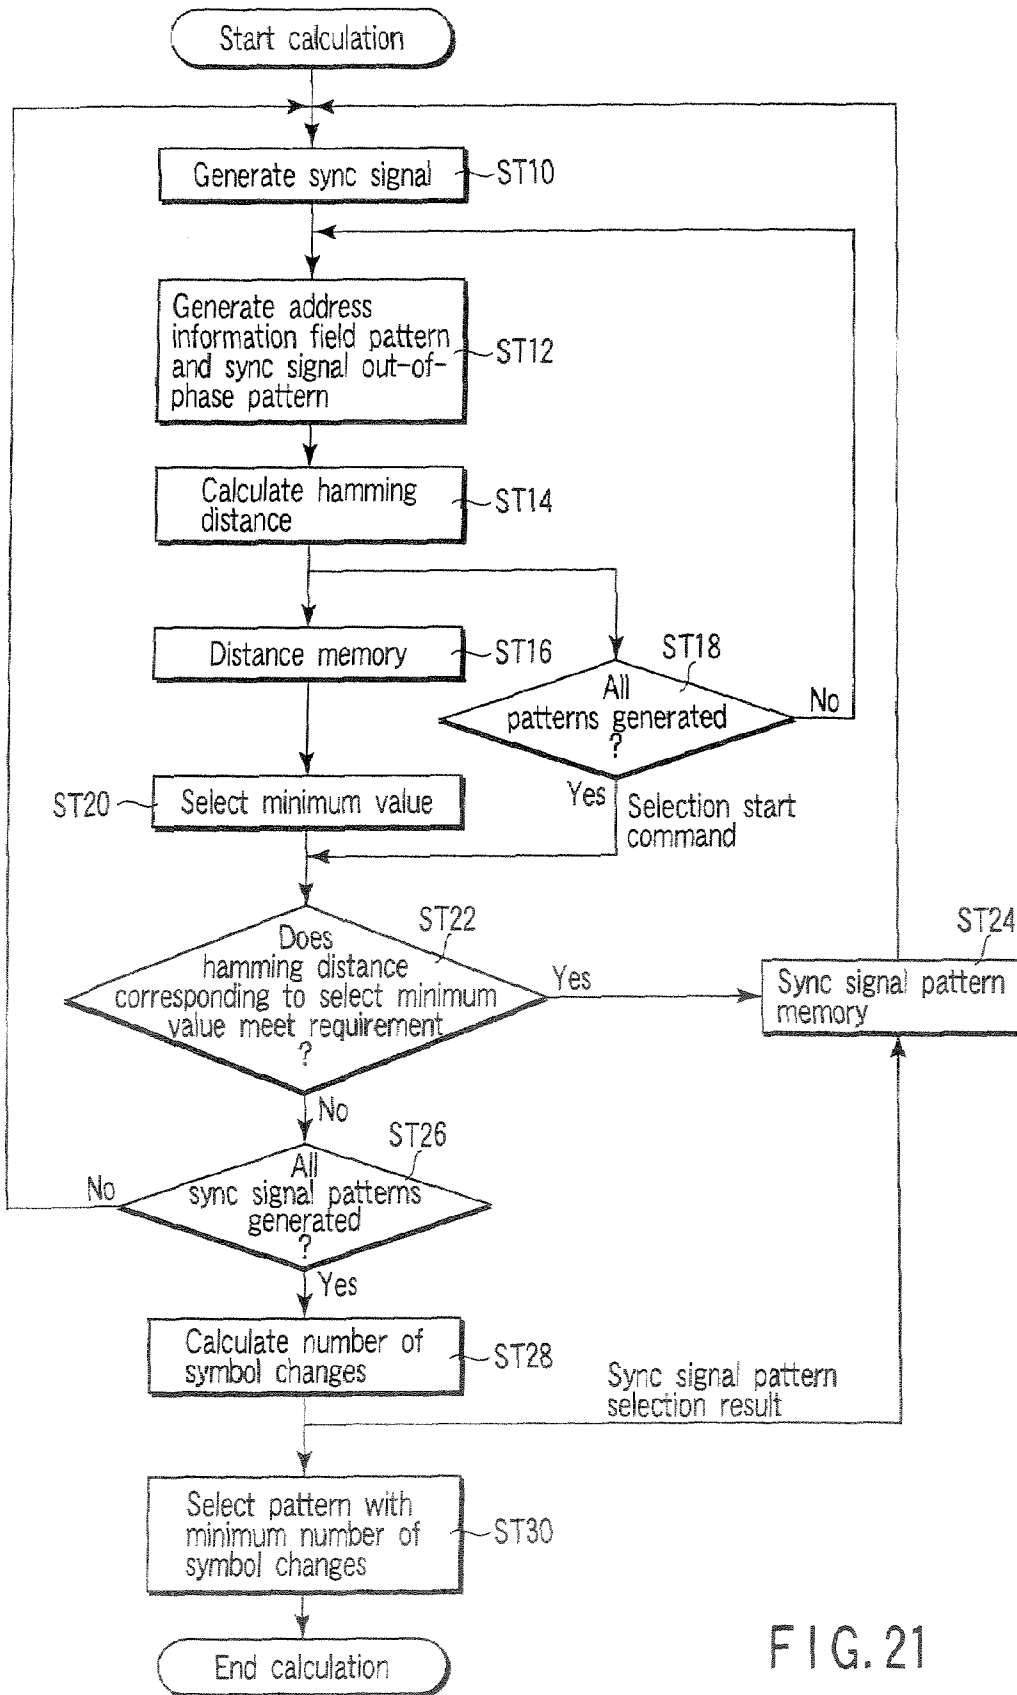 Start calculation
Generate sync signal
ST10
Generate address
information field pattern
and sync signal out-of-
phase pattern
ST12
Calculate hamming
distance
ST14
Distance memory
ST16
ST18
All
patterns generated
?
No
Yes
Selection start
command
ST20
Select minimum value
ST22
Does
hamming distance
corresponding to select minimum
value meet requirement
?
Yes
No
ST24
Sync signal pattern
memory
ST26
All
sync signal patterns
generated
?
No
Yes
Calculate number of
symbol changes
ST28
Sync signal pattern
selection result
Select pattern with
minimum number of
symbol changes
ST30
End calculation
FIG. 21